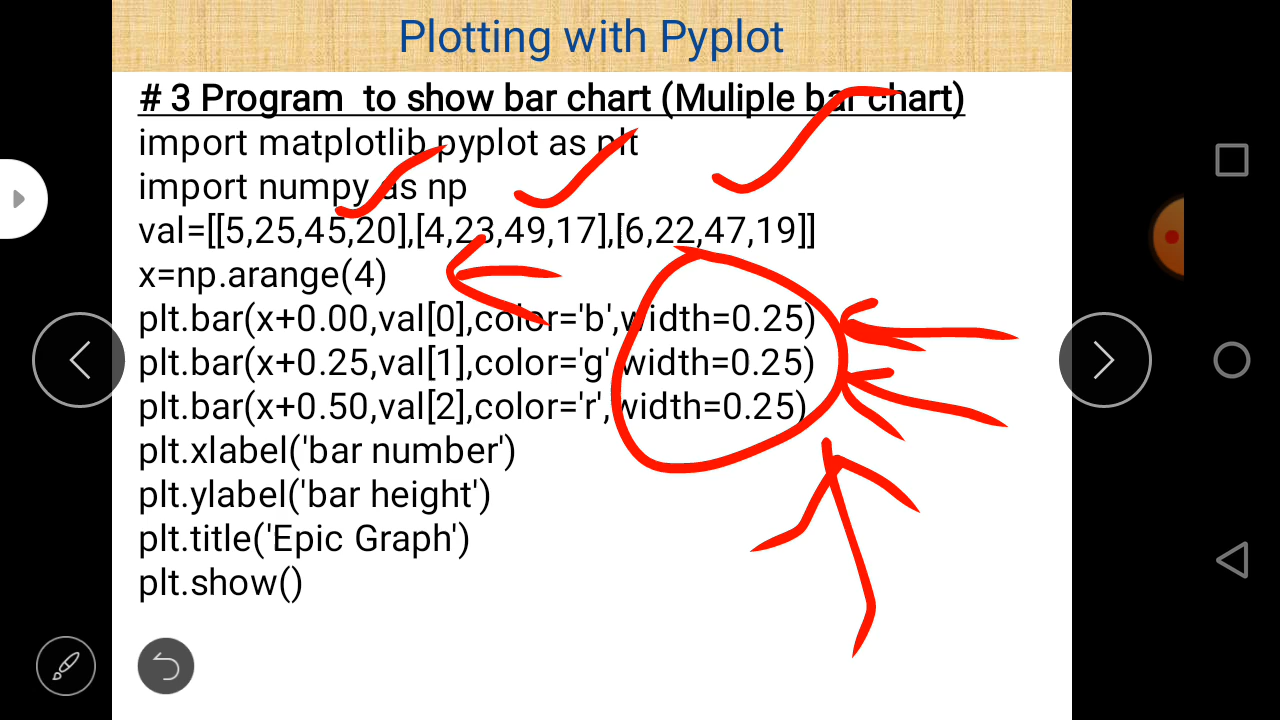 Plotting with Pyplot
# 3 Program to show bar chart (Muliple bar chart)
import matplotlib.pyplot as plt
import numpy as np
val=[[5,25,45,20],[4,23,49,17],[6,22,47,19]]
x=np.arange(4)
plt.bar(x+0.00,val[0],color='b',width=0.25)
plt.bar(x+0.25,val[1],color='g',width=0.25)
plt.bar(x+0.50,val[2],color='r',width=0.25)
plt.xlabel('bar number')
plt.ylabel('bar height')
plt.title('Epic Graph')
plt.show()